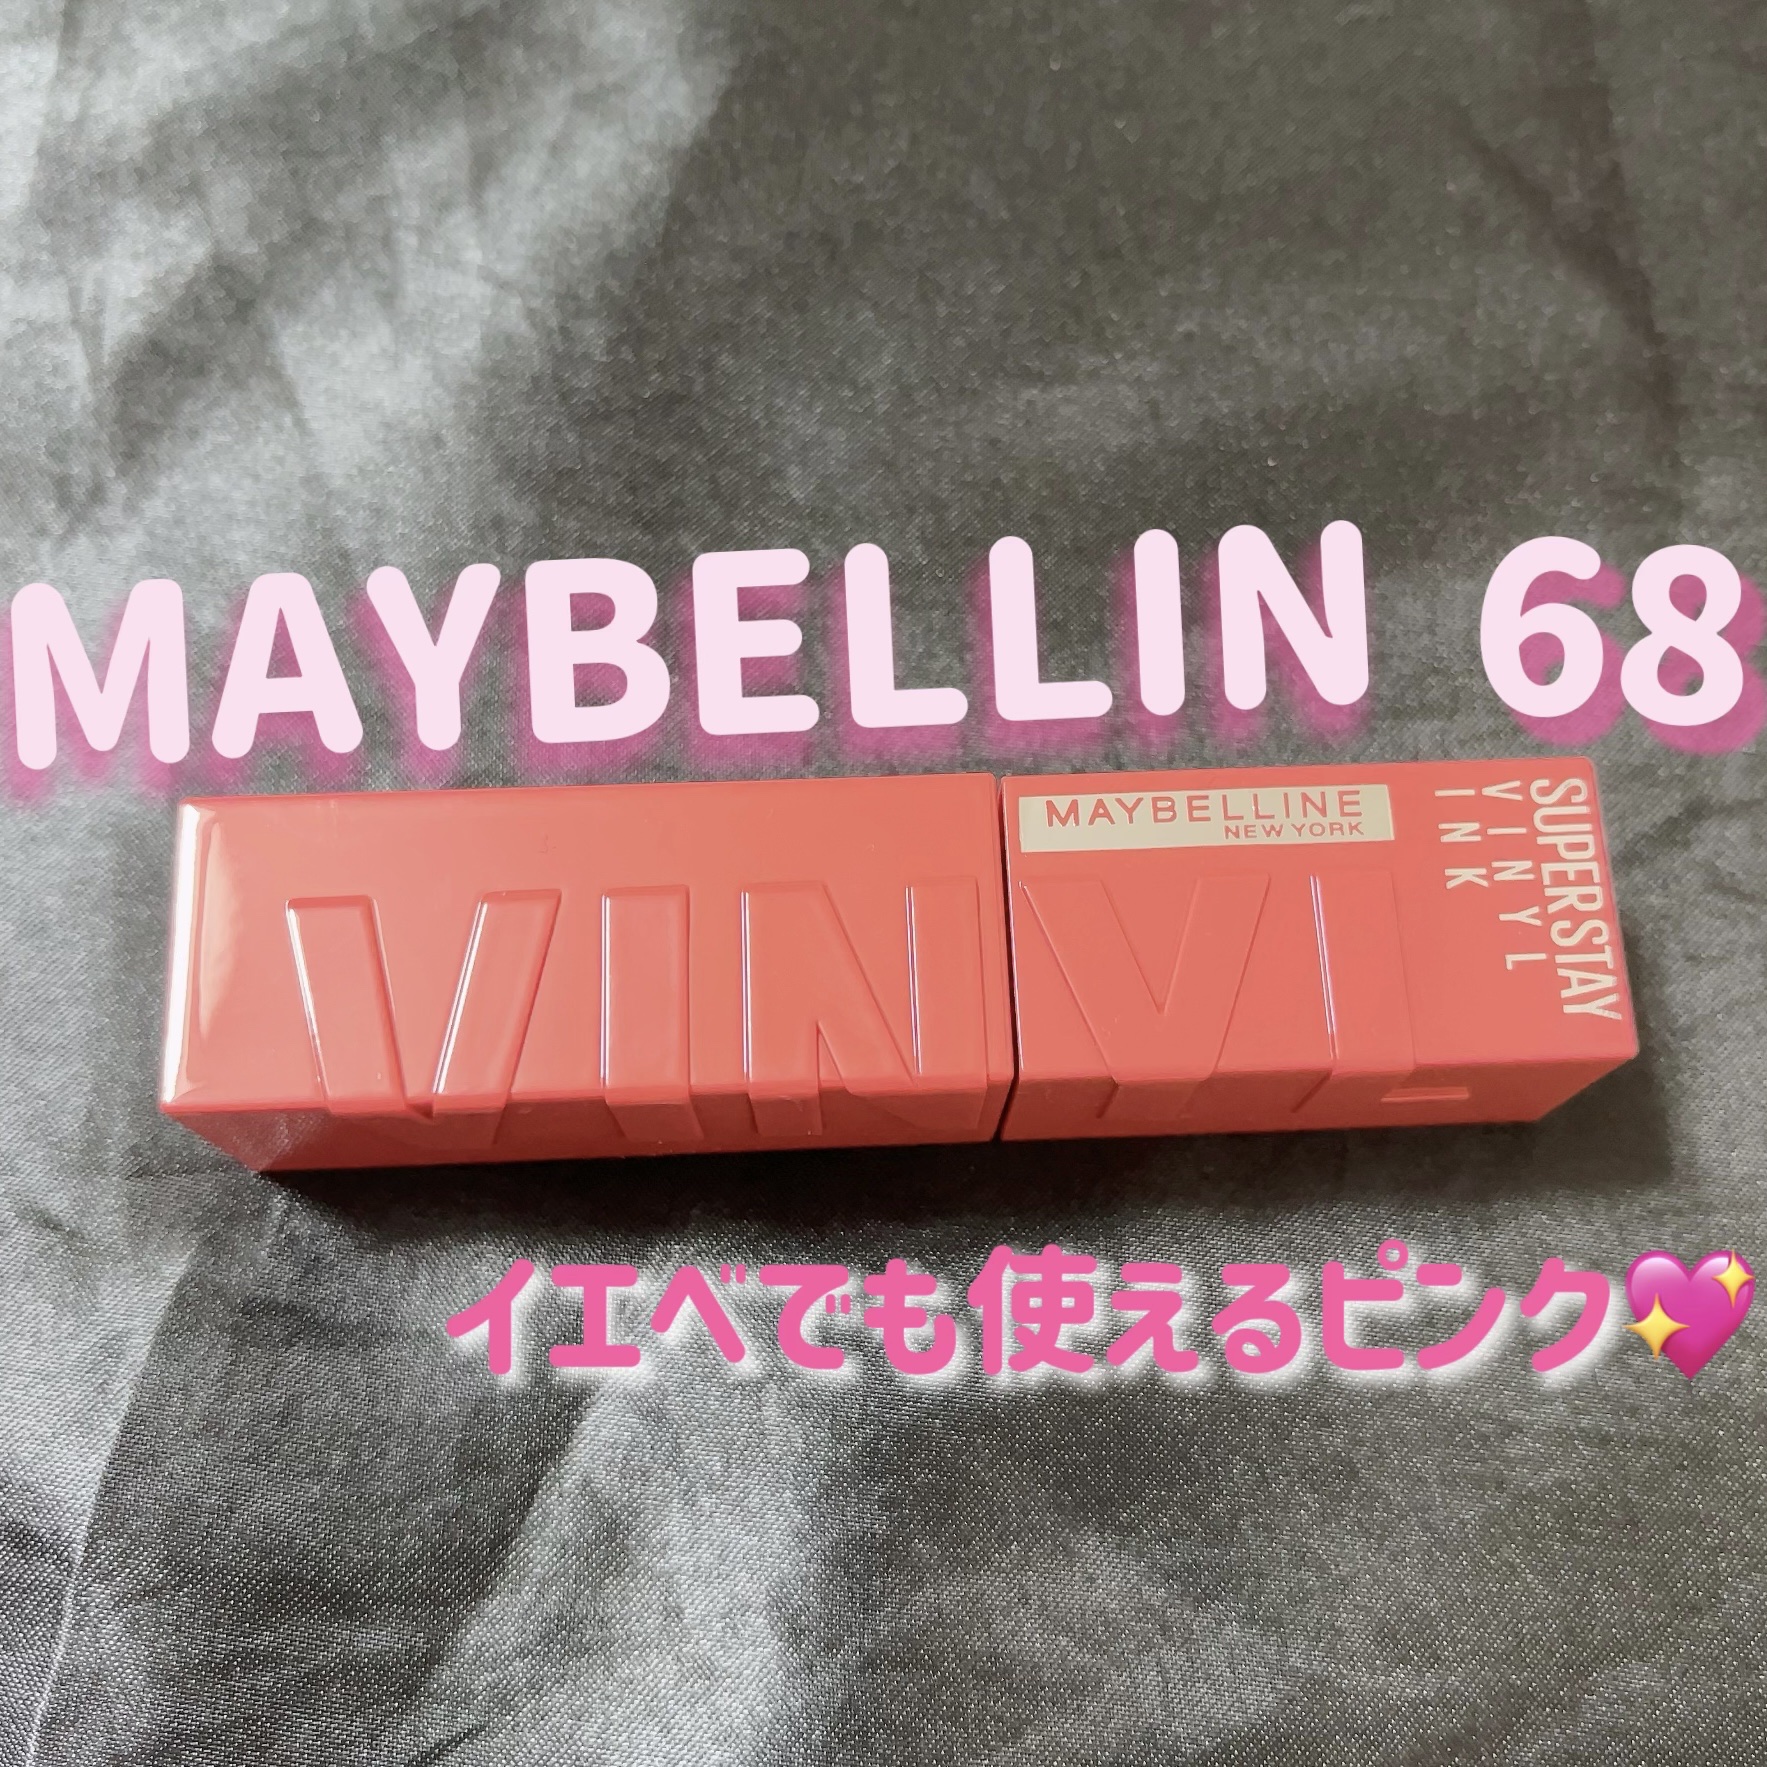 MAYBELLIN 68
MAYBELLINE
NEW YORK
SUPERSTAY
VINYL
INK
VINYL
イエベでも使えるピンク💖